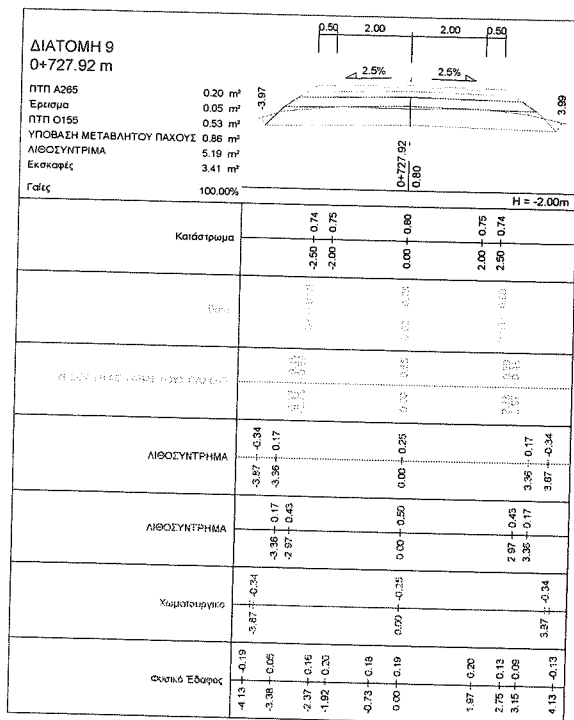 ΔΙΑΤΟΜΗ 9
0+727.92 m
ΠΤΠ Α265 0.20 m²
Έρεισμα 0.05 m²
ΠΤΠ Ο155 0.53 m²
ΥΠΟΒΑΣΗ ΜΕΤΑΒΛΗΤΟΥ ΠΑΧΟΥΣ 0.86 m²
ΛΙΘΟΣΥΝΤΡΙΜΑ 5.19 m²
Εκσκαφές 3.41 m²
Γαίες 100.00%
0.50 2.00 2.00 0.50
2.5% 2.5%
-3.97 3.99
0+727.92
0.80
H = -2.00m
Κατάστρωμα
0.74 0.75 0.80 0.75 0.74
-2.50 -2.00 0.00 2.00 2.50
ΛΙΘΟΣΥΝΤΡΗΜΑ
-0.34 0.17 0.25 0.17 -0.34
-3.87 -3.36 0.00 3.36 3.87
ΛΙΘΟΣΥΝΤΡΗΜΑ
0.17 0.43 0.50 0.43 0.17
-3.36 -2.97 0.00 2.97 3.36
Χωματουργικο
-0.34 -0.25 -0.34
-3.87 0.00 3.87
Φυσικό Έδαφος
-0.19 0.05 0.16 0.20 0.18 0.19 0.20 0.13 0.09 -0.13
-4.13 -3.38 -2.37 -1.92 -0.73 0.00 1.97 2.75 3.15 4.13